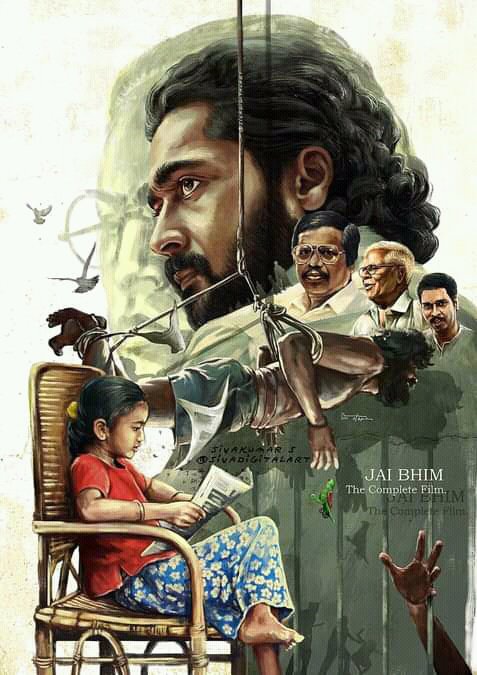 SIVAKUMAR S
@SIVADIGITALART
JAI BHIM
The Complete Film.
JAI BHIM
The Complete Film.